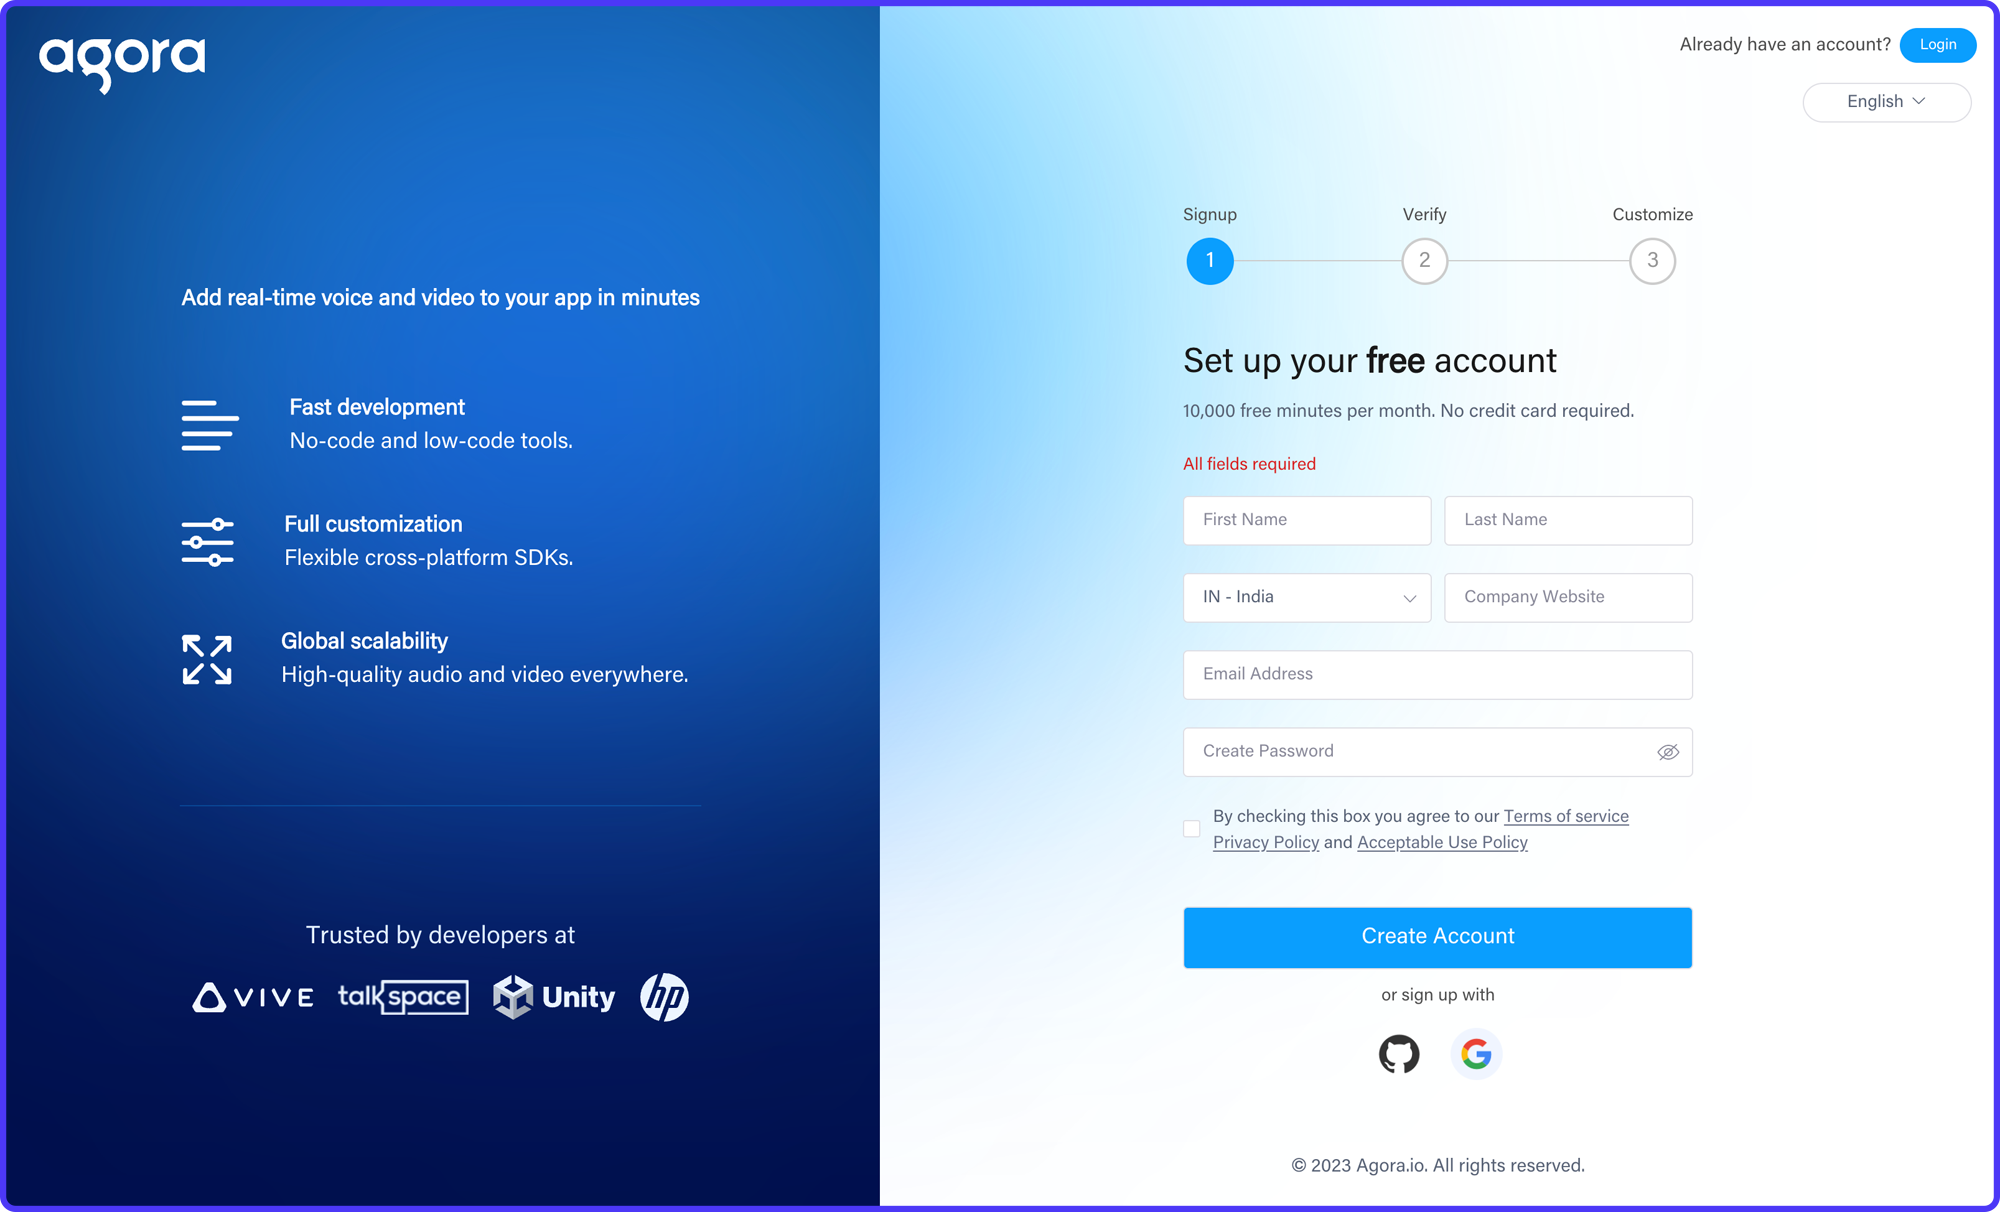 agora
Add real-time voice and video to your app in minutes
Fast development
No-code and low-code tools.
Full customization
Flexible cross-platform SDKs.
Global scalability
High-quality audio and video everywhere.
Trusted by developers at
VIVE
talkspace
Unity
hp
Already have an account? Login
English
Signup Verify Customize
1 2 3
Set up your free account
10,000 free minutes per month. No credit card required.
All fields required
First Name Last Name
IN - India Company Website
Email Address
Create Password
By checking this box you agree to our Terms of service
Privacy Policy and Acceptable Use Policy
Create Account
or sign up with
© 2023 Agora.io. All rights reserved.